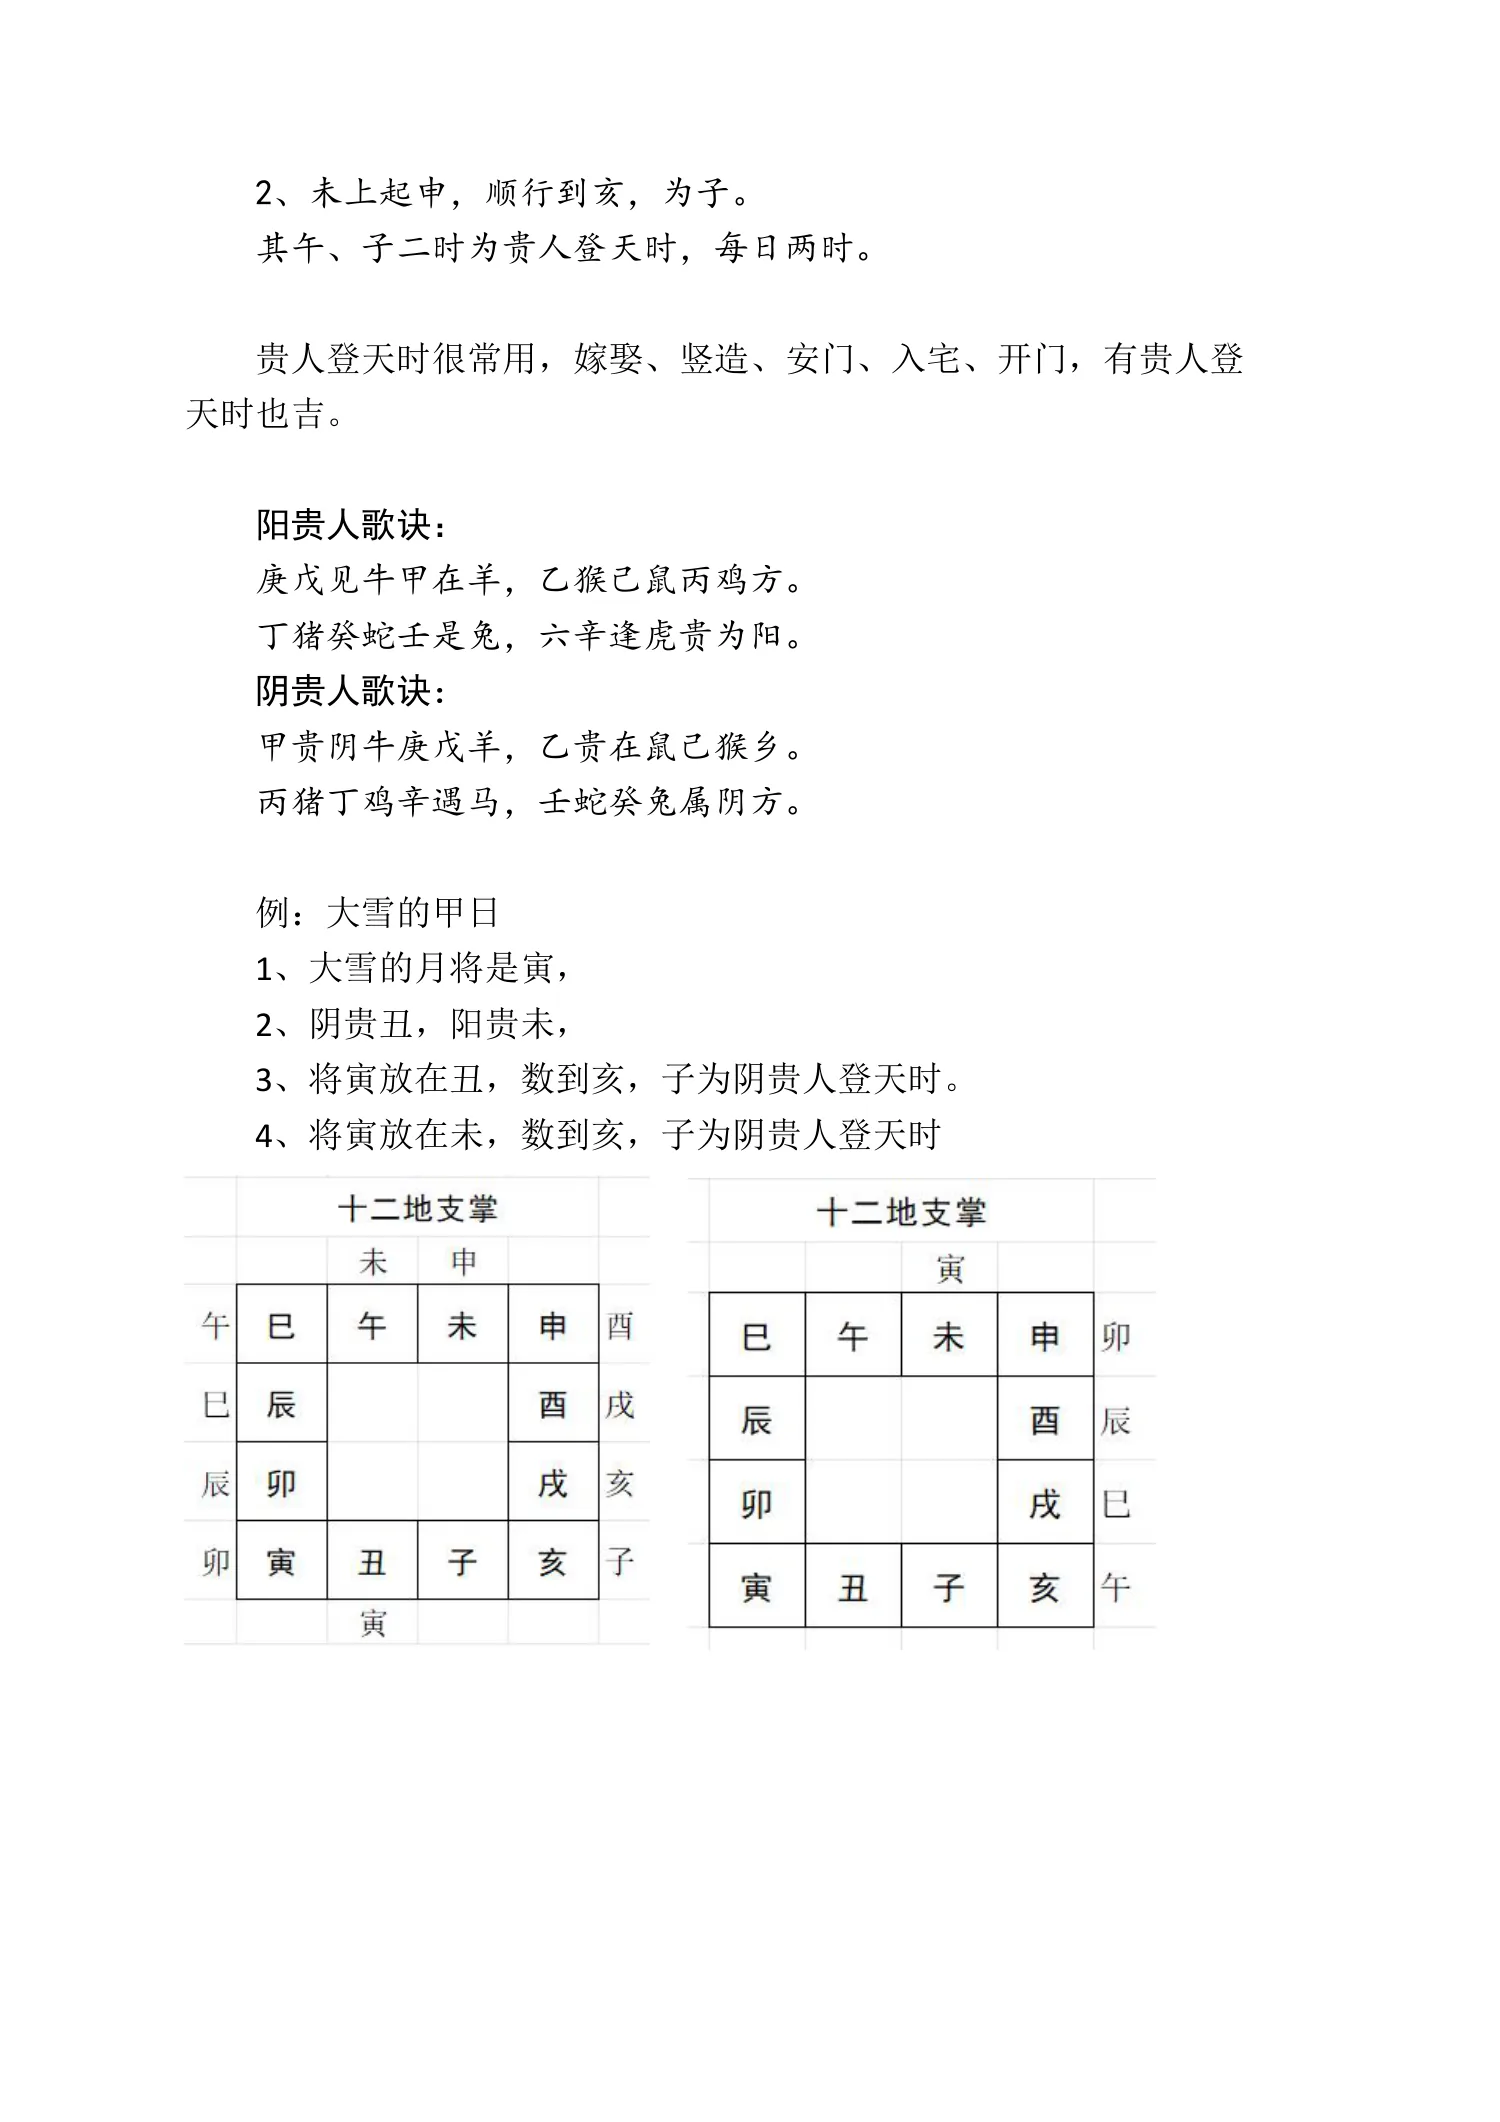 2、未上起申，顺行到亥，为子。
其午、子二时为贵人登天时，每日两时。
贵人登天时很常用，嫁娶、竖造、安门、入宅、开门，有贵人登
天时也吉。
阳贵人歌诀：
庚戊见牛甲在羊，乙猴己鼠丙鸡方。
丁猪癸蛇壬是兔，六辛逢虎贵为阳。
阴贵人歌诀：
甲贵阴牛庚戊羊，乙贵在鼠己猴乡。
丙猪丁鸡辛遇马，壬蛇癸兔属阴方。
例：大雪的甲日
1、大雪的月将是寅，
2、阴贵丑，阳贵未，
3、将寅放在丑，数到亥，子为阴贵人登天时。
4、将寅放在未，数到亥，子为阴贵人登天时
十二地支掌
未 申
午 巳 午 未 申 酉
巳 辰 酉 戌
辰 卯 戌 亥
卯 寅 丑 子 亥 子
寅
十二地支掌
寅
巳 午 未 申 卯
辰 酉 辰
卯 戌 巳
寅 丑 子 亥 午